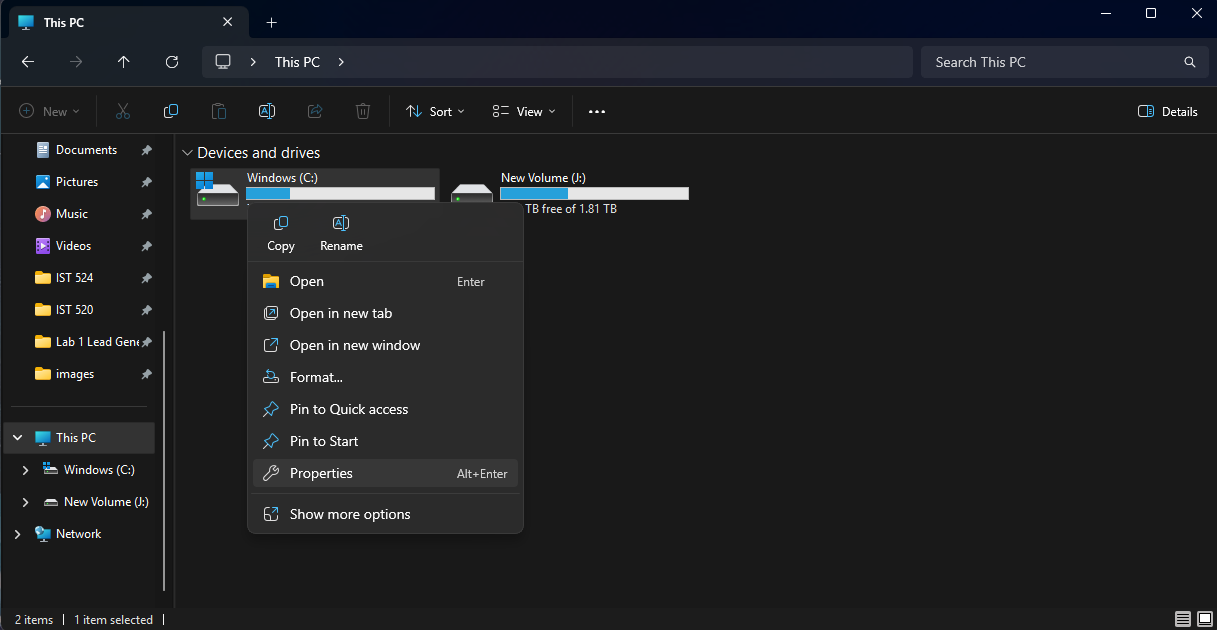 This PC
This PC
Search This PC
New
Sort
View
Details
Documents
Pictures
Music
Videos
IST 524
IST 520
Lab 1 Lead Gene
images
This PC
Windows (C:)
New Volume (J:)
Network
Devices and drives
Windows (C:)
New Volume (J:)
TB free of 1.81 TB
Copy
Rename
Open Enter
Open in new tab
Open in new window
Format...
Pin to Quick access
Pin to Start
Properties Alt+Enter
Show more options
2 items 1 item selected